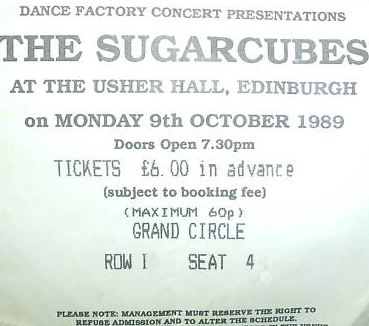 DANCE FACTORY CONCERT PRESENTATIONS
THE SUGARCUBES
AT THE USHER HALL, EDINBURGH
on MONDAY 9th OCTOBER 1989
Doors Open 7.30pm
TICKETS £6.00 in advance
(subject to booking fee)
(MAXIMUM 60p)
GRAND CIRCLE
ROW I SEAT 4
PLEASE NOTE: MANAGEMENT MUST RESERVE THE RIGHT TO
REFUSE ADMISSION AND TO ALTER THE SCHEDULE.